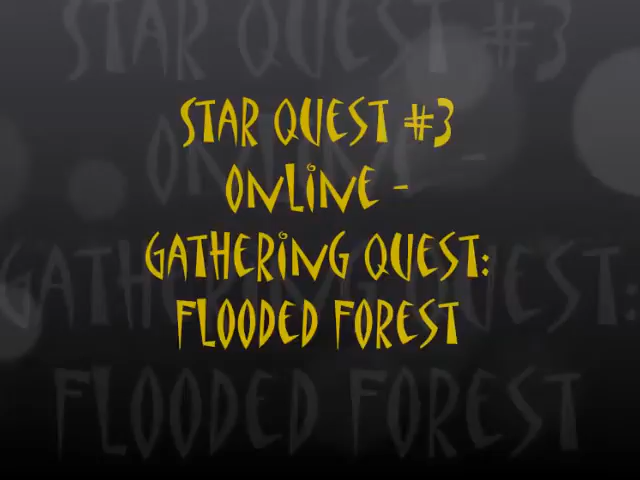 STAR QUEST #3
ONLINE -
GATHERING QUEST:
FLOODED FOREST